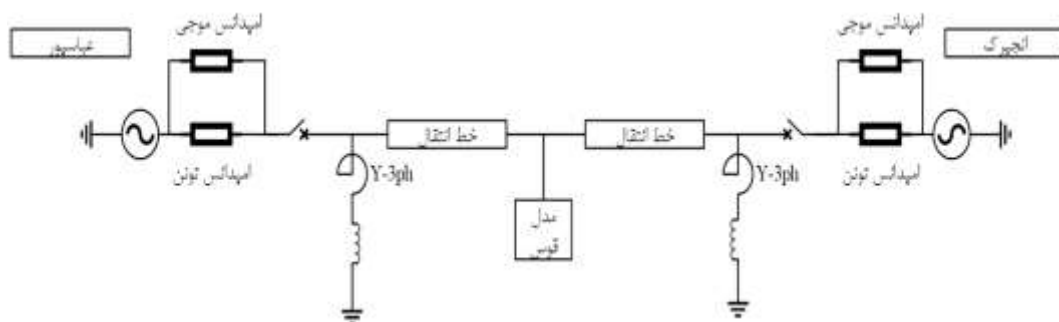 امپدانس موجی
امپدانس موجی
عباسپور
انجیرک
خط انتقال
خط انتقال
امپدانس تونن
Y-3ph
Y-3ph
امپدانس تونن
مدل
قوس